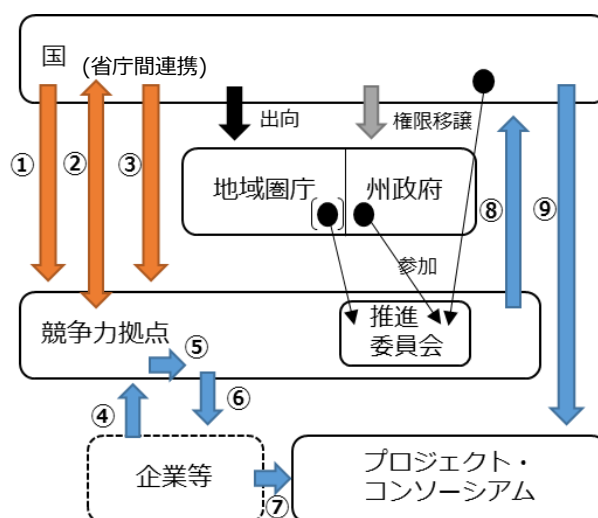 国 (省庁間連携)
出向
権限移譲
①
②
③
地域圏庁
州政府
⑧
⑨
参加
競争力拠点
推進
委員会
⑤
⑥
④
企業等
⑦
プロジェクト・
コンソーシアム